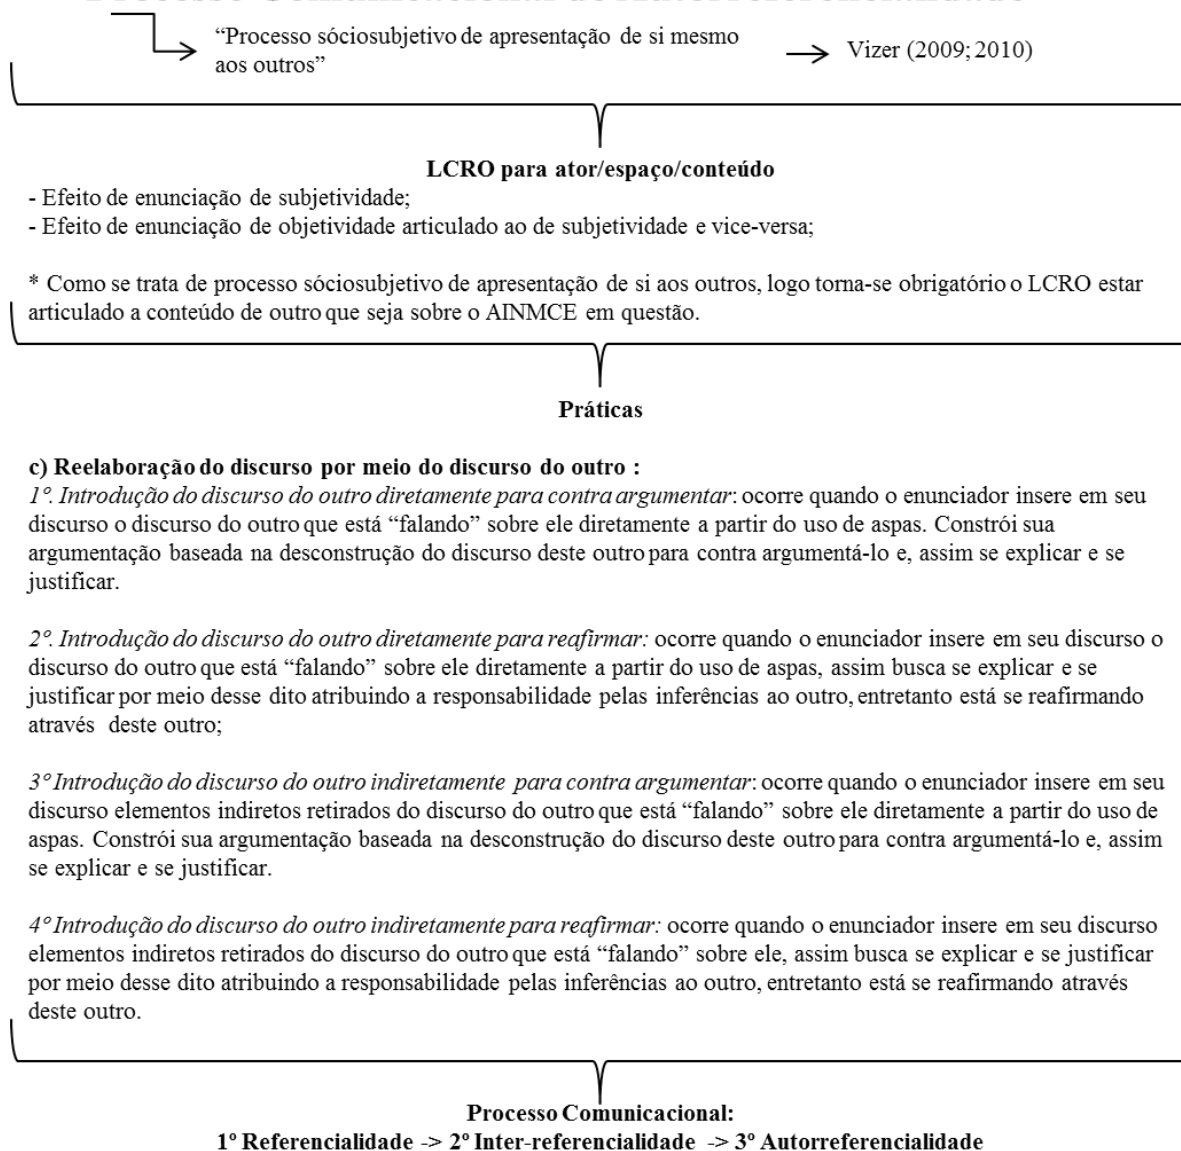 “Processo sóciosubjetivo de apresentação de si mesmo
aos outros”
Vizer (2009; 2010)
LCRO para ator/espaço/conteúdo
- Efeito de enunciação de subjetividade;
- Efeito de enunciação de objetividade articulado ao de subjetividade e vice-versa;
* Como se trata de processo sóciosubjetivo de apresentação de si aos outros, logo torna-se obrigatório o LCRO estar
articulado a conteúdo de outro que seja sobre o AINMCE em questão.
Práticas
c) Reelaboração do discurso por meio do discurso do outro :
1º. Introdução do discurso do outro diretamente para contra argumentar: ocorre quando o enunciador insere em seu
discurso o discurso do outro que está “falando” sobre ele diretamente a partir do uso de aspas. Constrói sua
argumentação baseada na desconstrução do discurso deste outro para contra argumentá-lo e, assim se explicar e se
justificar.
2º. Introdução do discurso do outro diretamente para reafirmar: ocorre quando o enunciador insere em seu discurso o
discurso do outro que está “falando” sobre ele diretamente a partir do uso de aspas, assim busca se explicar e se
justificar por meio desse dito atribuindo a responsabilidade pelas inferências ao outro, entretanto está se reafirmando
através deste outro;
3º Introdução do discurso do outro indiretamente para contra argumentar: ocorre quando o enunciador insere em seu
discurso elementos indiretos retirados do discurso do outro que está “falando” sobre ele diretamente a partir do uso de
aspas. Constrói sua argumentação baseada na desconstrução do discurso deste outro para contra argumentá-lo e, assim
se explicar e se justificar.
4º Introdução do discurso do outro indiretamente para reafirmar: ocorre quando o enunciador insere em seu discurso
elementos indiretos retirados do discurso do outro que está “falando” sobre ele, assim busca se explicar e se justificar
por meio desse dito atribuindo a responsabilidade pelas inferências ao outro, entretanto está se reafirmando através
deste outro.
Processo Comunicacional:
1º Referencialidade -> 2º Inter-referencialidade -> 3º Autorreferencialidade